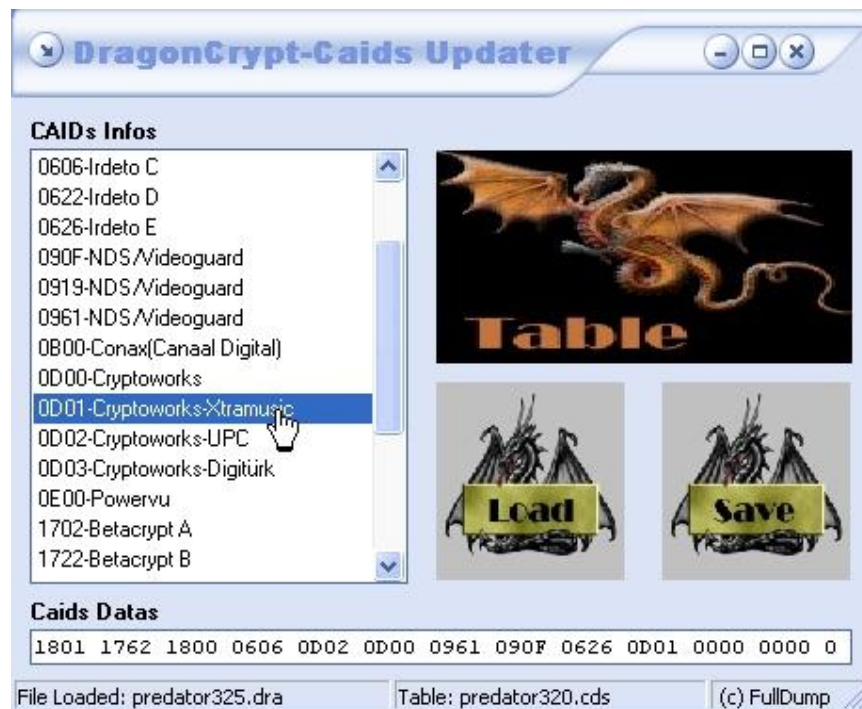 DragonCrypt-Caids Updater
CAIDs Infos
0606-Irdeto C
0622-Irdeto D
0626-Irdeto E
090F-NDS/Videoguard
0919-NDS/Videoguard
0961-NDS/Videoguard
0B00-Conax(Canaal Digital)
0D00-Cryptoworks
0D01-Cryptoworks-Xtramusic
0D02-Cryptoworks-UPC
0D03-Cryptoworks-Digitürk
0E00-Powervu
1702-Betacrypt A
1722-Betacrypt B
Table
Load
Save
Caids Datas
1801 1762 1800 0606 0D02 0D00 0961 090F 0626 0D01 0000 0000 0
File Loaded: predator325.dra
Table: predator320.cds
(c) FullDump